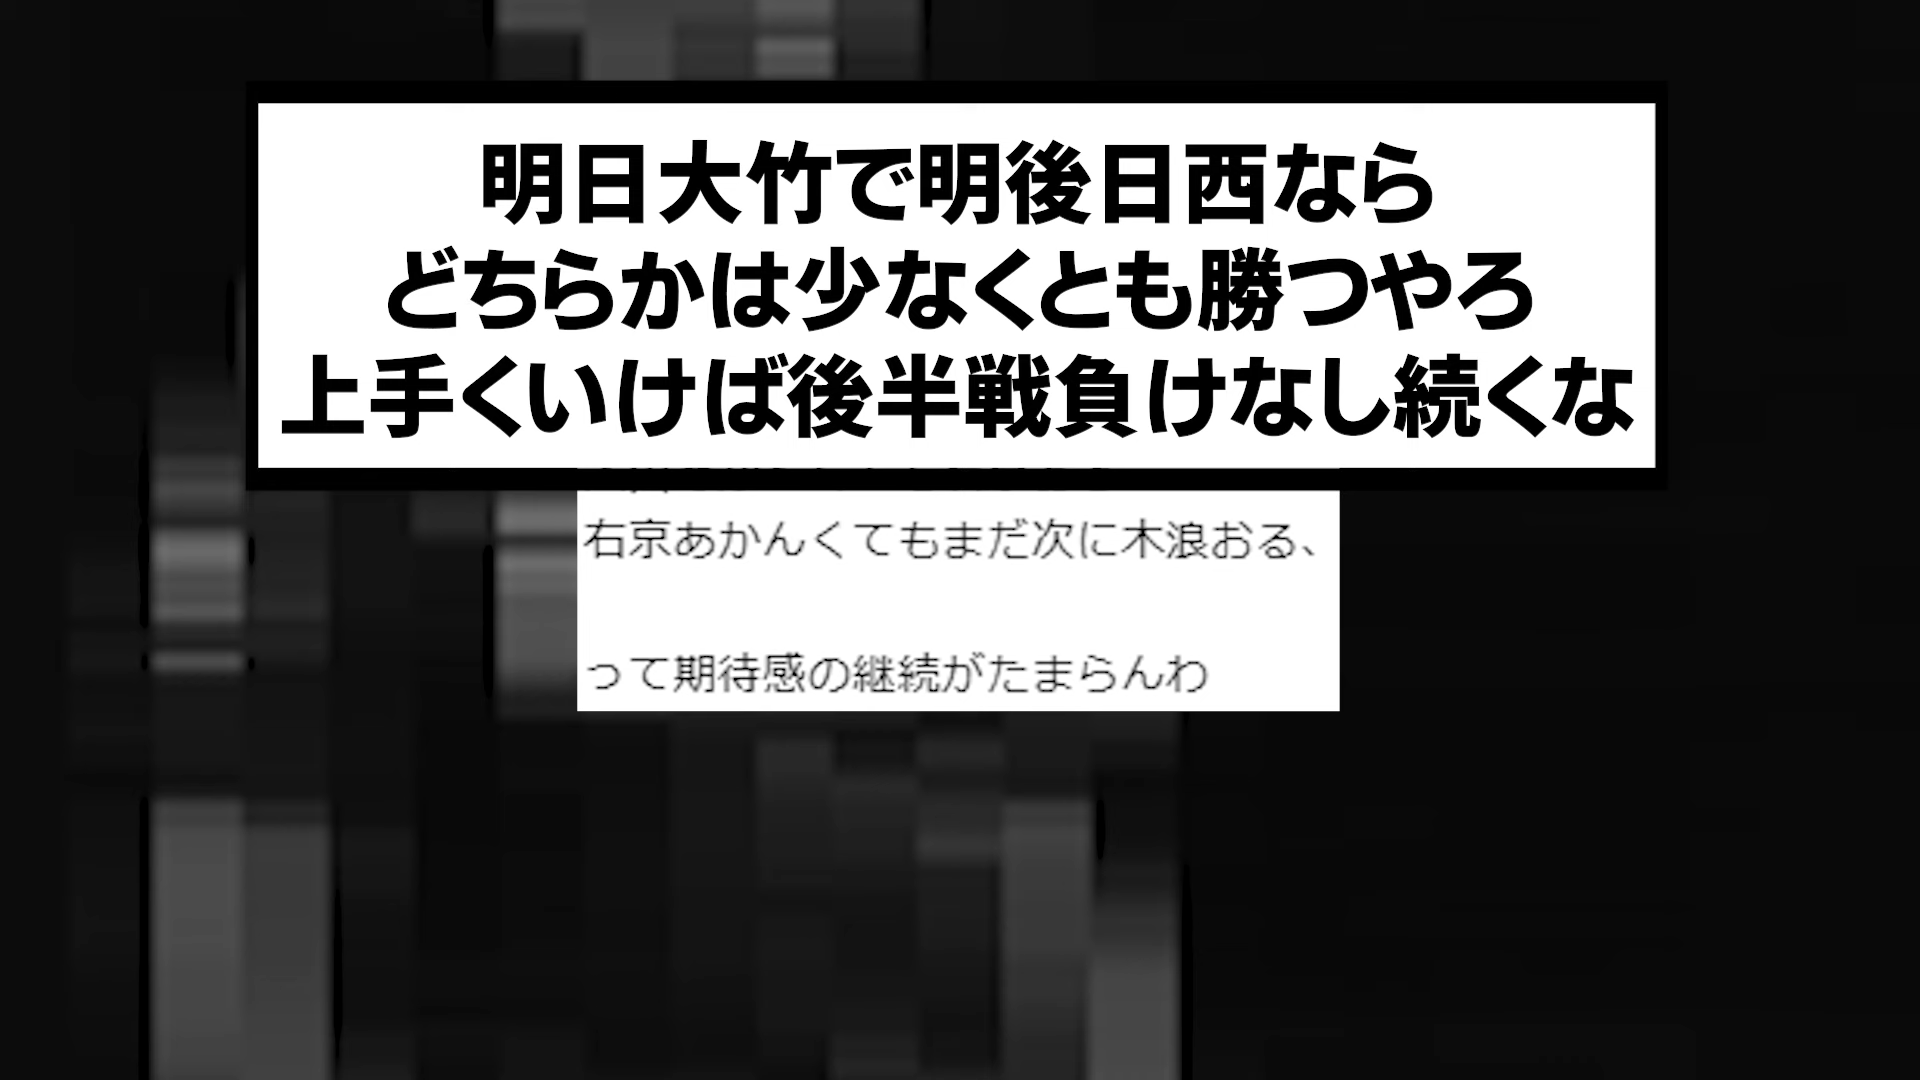 明日大竹で明後日西なら
どちらかは少なくとも勝つやろ
上手くいけば後半戦負けなし続くな
右京あかんくてもまだ次に木浪おる、
って期待感の継続がたまらんわ